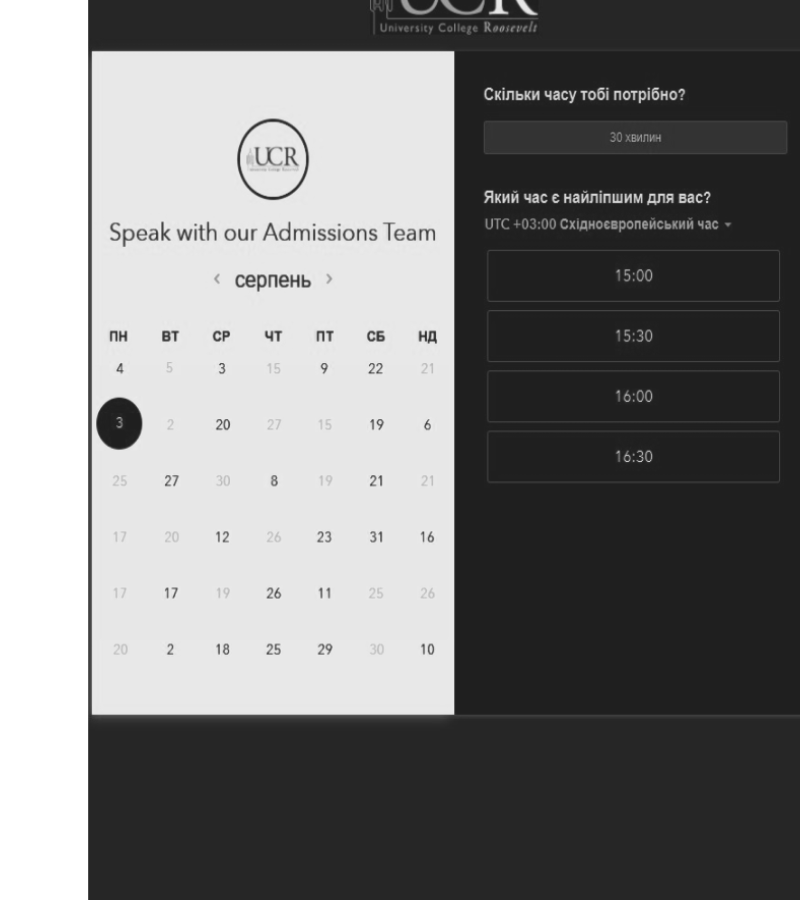 UCR
University College Roosevelt
UCR
Speak with our Admissions Team
‹ серпень ›
ПН ВТ СР ЧТ ПТ СБ НД
4 5 3 15 9 22 21
3 2 20 27 15 19 6
25 27 30 8 19 21 21
17 20 12 26 23 31 16
17 17 19 26 11 25 26
20 2 18 25 29 30 10
Скільки часу тобі потрібно?
30 хвилин
Який час є найліпшим для вас?
UTC +03:00 Східноєвропейський час
15:00
15:30
16:00
16:30